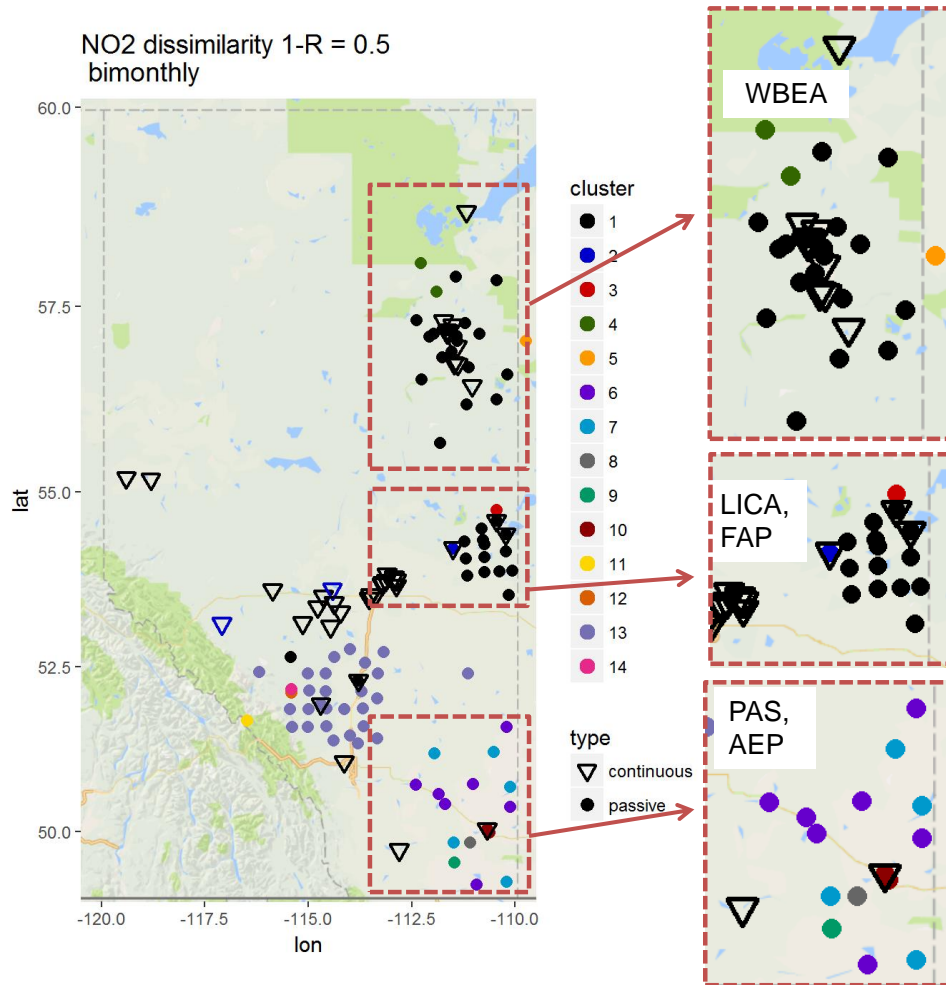 NO2 dissimilarity 1-R = 0.5
bimonthly
60.0
57.5
55.0
52.5
50.0
lat
-120.0
-117.5
-115.0
-112.5
-110.0
lon
cluster
1
2
3
4
5
6
7
8
9
10
11
12
13
14
type
continuous
passive
WBEA
LICA,
FAP
PAS,
AEP